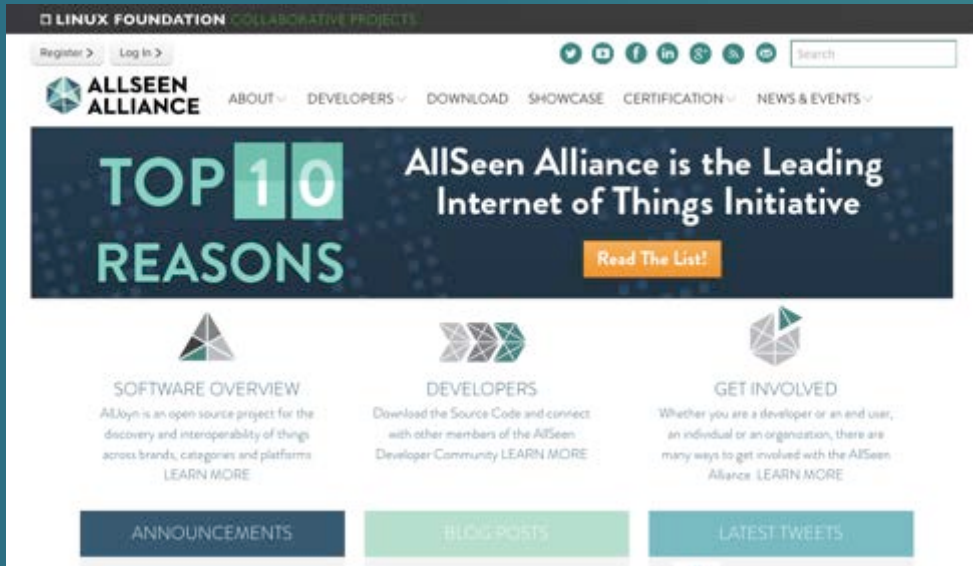 LINUX FOUNDATION COLLABORATIVE PROJECTS
Register >
Log In >
Search
ALLSEEN
ALLIANCE
ABOUT
DEVELOPERS
DOWNLOAD
SHOWCASE
CERTIFICATION
NEWS & EVENTS
TOP 10
REASONS
AllSeen Alliance is the Leading
Internet of Things Initiative
Read The List!
SOFTWARE OVERVIEW
AllJoyn is an open source project for the
discovery and interoperability of things
across brands, categories and platforms
LEARN MORE
DEVELOPERS
Download the Source Code and connect
with other members of the AllSeen
Developer Community LEARN MORE
GET INVOLVED
Whether you are a developer or an end user,
an individual or an organization, there are
many ways to get involved with the AllSeen
Alliance. LEARN MORE
ANNOUNCEMENTS
BLOG POSTS
LATEST TWEETS